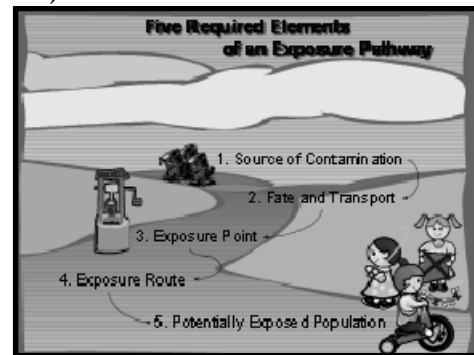 Five Required Elements
of an Exposure Pathway
1. Source of Contamination
2. Fate and Transport
3. Exposure Point
4. Exposure Route
5. Potentially Exposed Population